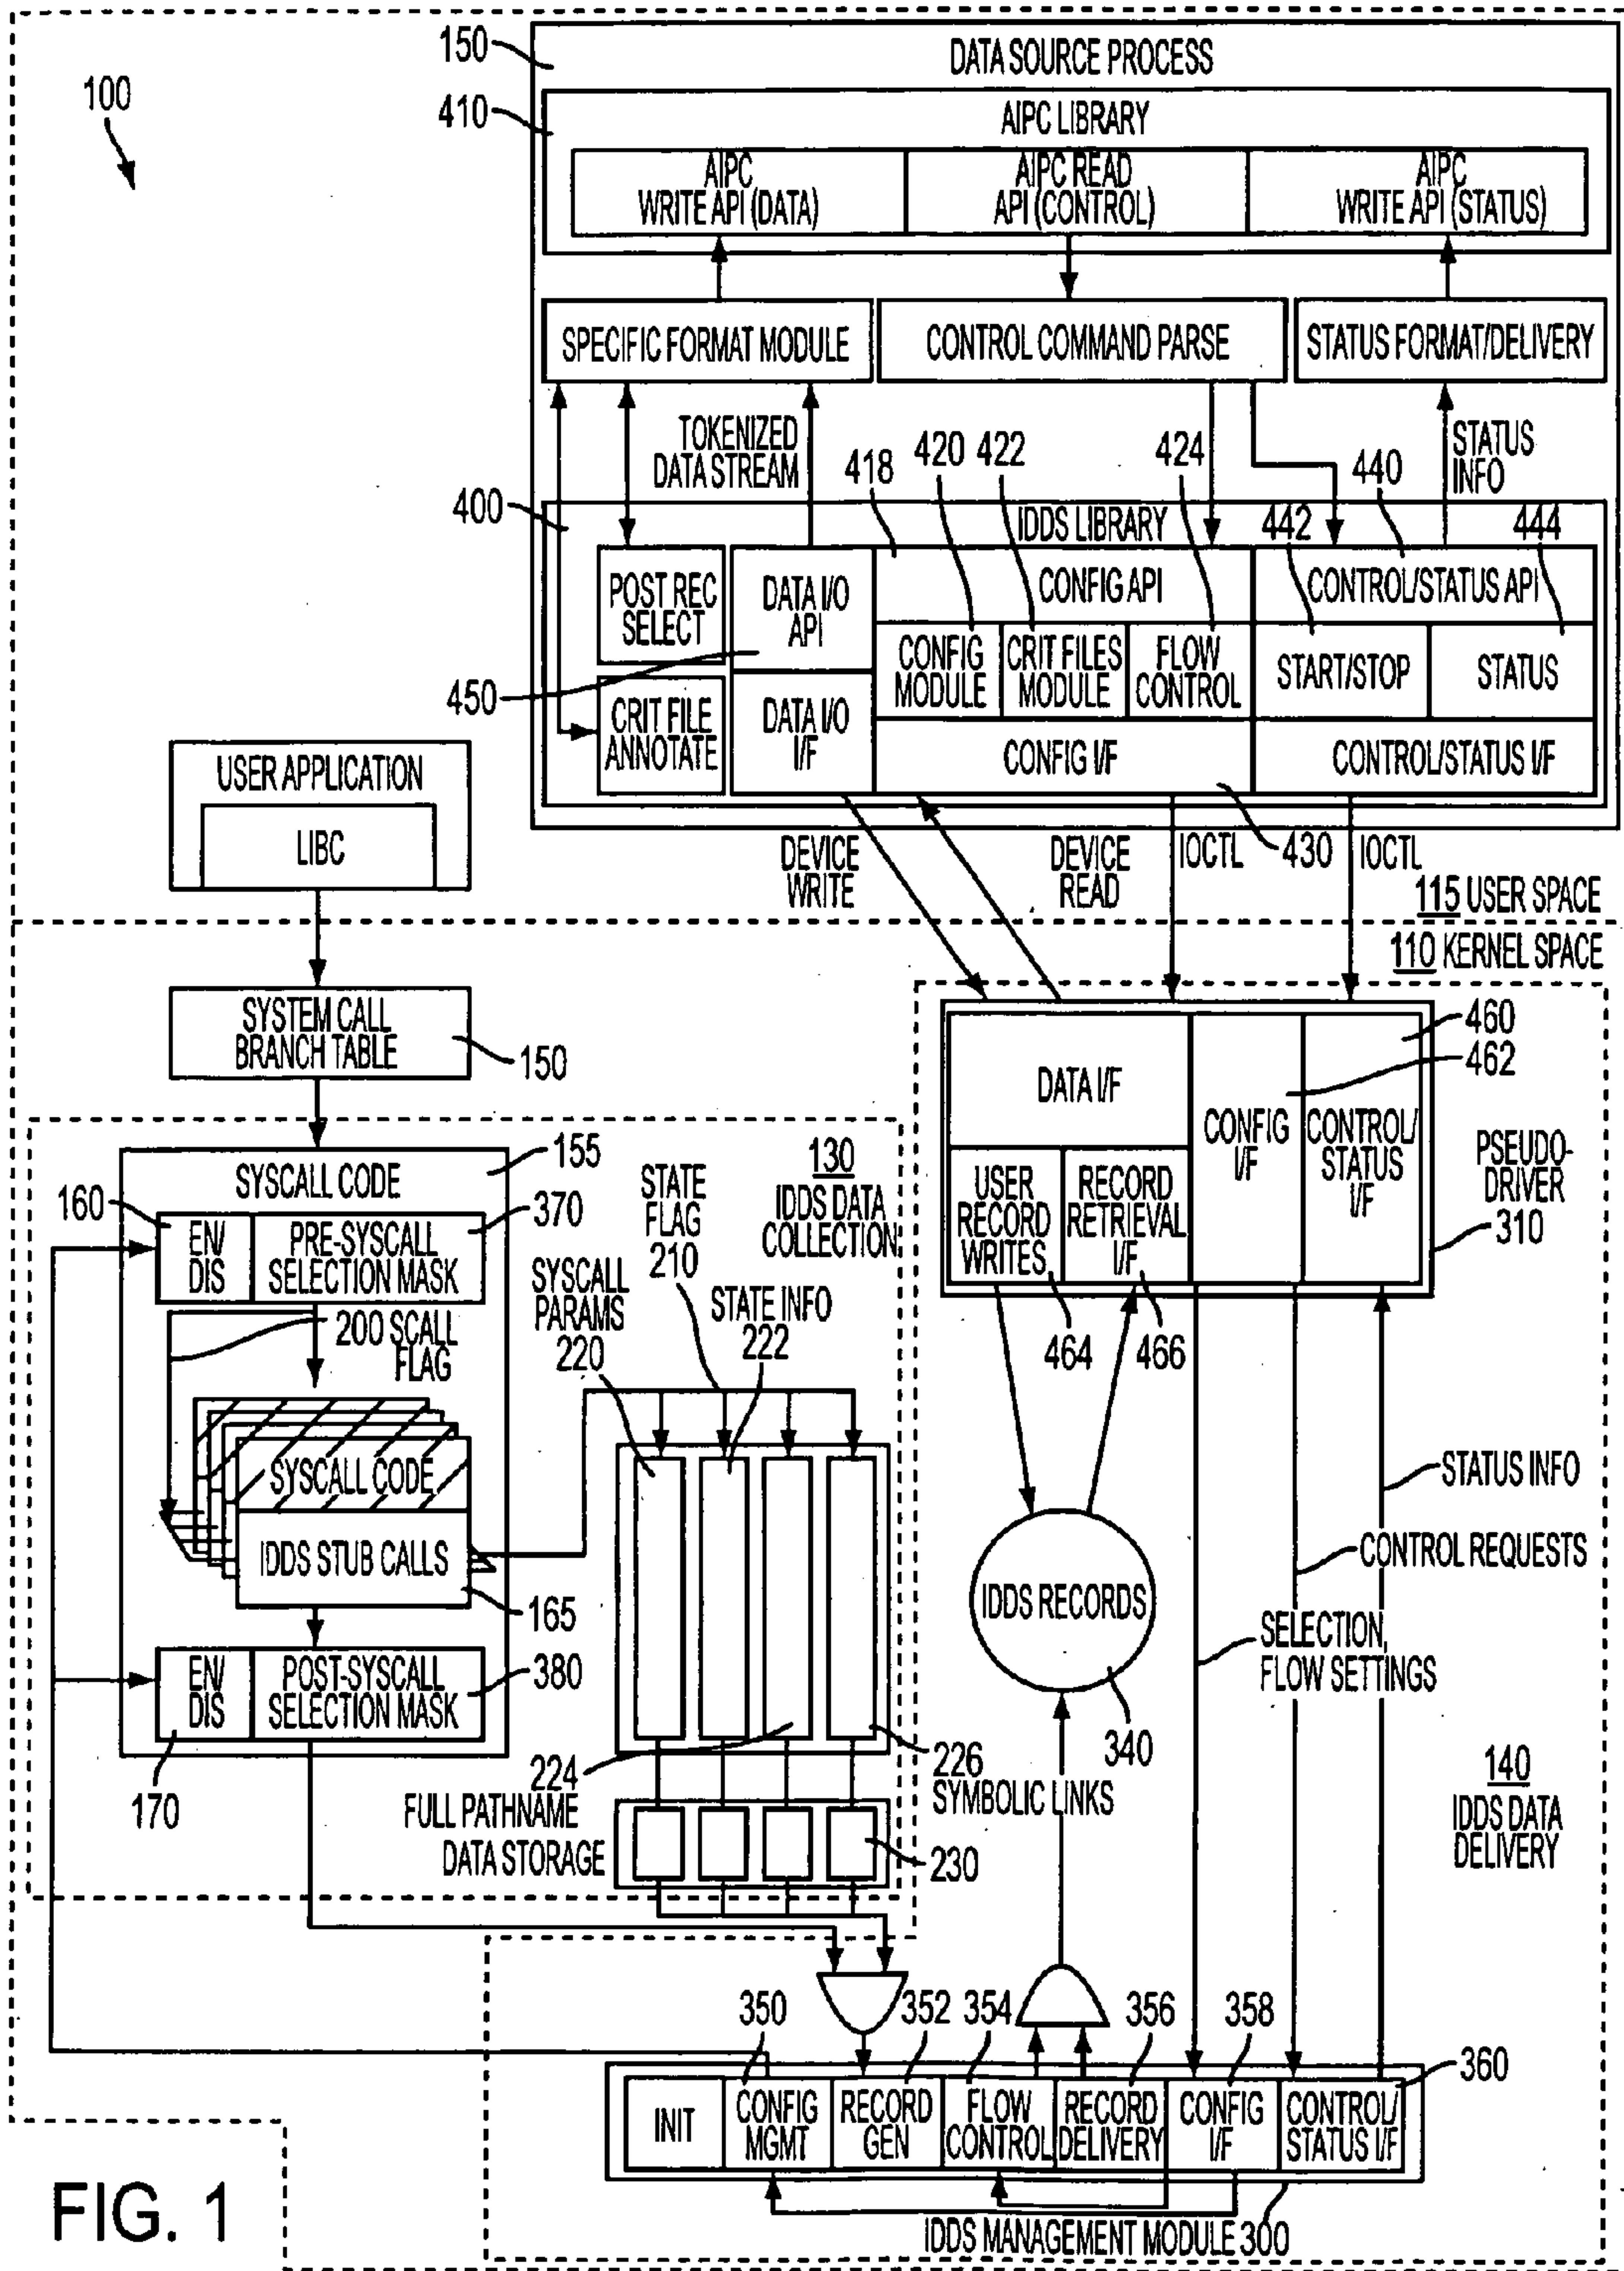 150
DATA SOURCE PROCESS
100
410
AIPC LIBRARY
AIPC
WRITE API (DATA)
AIPC READ
API (CONTROL)
AIPC
WRITE API (STATUS)
SPECIFIC FORMAT MODULE
CONTROL COMMAND PARSE
STATUS FORMAT/DELIVERY
TOKENIZED
DATA STREAM
418
420
422
424
440
STATUS
INFO
400
IDDS LIBRARY
442
444
POST REC
SELECT
DATA I/O
API
CONFIG API
CONTROL/STATUS API
CONFIG
MODULE
CRIT FILES
MODULE
FLOW
CONTROL
START/STOP
STATUS
450
CRIT FILE
ANNOTATE
DATA I/O
I/F
CONFIG I/F
CONTROL/STATUS I/F
USER APPLICATION
LIBC
DEVICE
WRITE
DEVICE
READ
IOCTL
430
IOCTL
115 USER SPACE
110 KERNEL SPACE
SYSTEM CALL
BRANCH TABLE
150
460
462
DATA I/F
CONFIG
I/F
CONTROL/
STATUS
I/F
USER
RECORD
WRITES
RECORD
RETRIEVAL
I/F
PSEUDO-
DRIVER
310
464
466
155
SYSCALL CODE
160
EN/
DIS
PRE-SYSCALL
SELECTION MASK
370
STATE
FLAG
210
130
IDDS DATA
COLLECTION
SYSCALL
PARAMS
220
STATE INFO
222
200 SCALL
FLAG
SYSCALL CODE
IDDS STUB CALLS
165
STATUS INFO
CONTROL REQUESTS
IDDS RECORDS
SELECTION,
FLOW SETTINGS
340
EN/
DIS
POST-SYSCALL
SELECTION MASK
380
170
224
FULL PATHNAME
DATA STORAGE
226
SYMBOLIC LINKS
230
140
IDDS DATA
DELIVERY
350
352
354
356
358
360
INIT
CONFIG
MGMT
RECORD
GEN
FLOW
CONTROL
RECORD
DELIVERY
CONFIG
I/F
CONTROL/
STATUS I/F
IDDS MANAGEMENT MODULE 300
FIG. 1